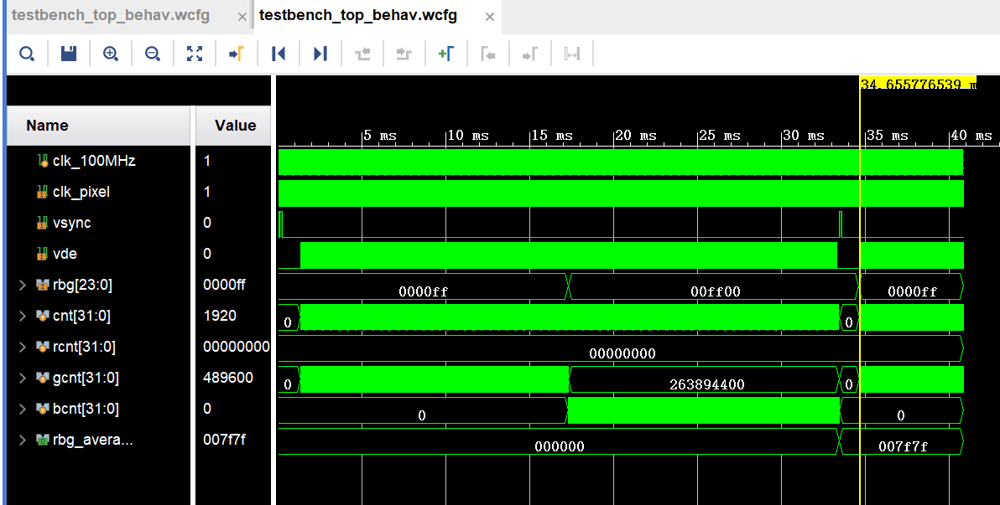 testbench_top_behav.wcfg × testbench_top_behav.wcfg ×
34.655776539 m
Name Value
5 ms 10 ms 15 ms 20 ms 25 ms 30 ms 35 ms 40 ms
clk_100MHz 1
clk_pixel 1
vsync 0
vde 0
rbg[23:0] 0000ff 0000ff 00ff00 0000ff
cnt[31:0] 1920 0 0
rcnt[31:0] 00000000 00000000
gcnt[31:0] 489600 0 263894400 0
bcnt[31:0] 0 0 0
rbg_avera... 007f7f 000000 007f7f